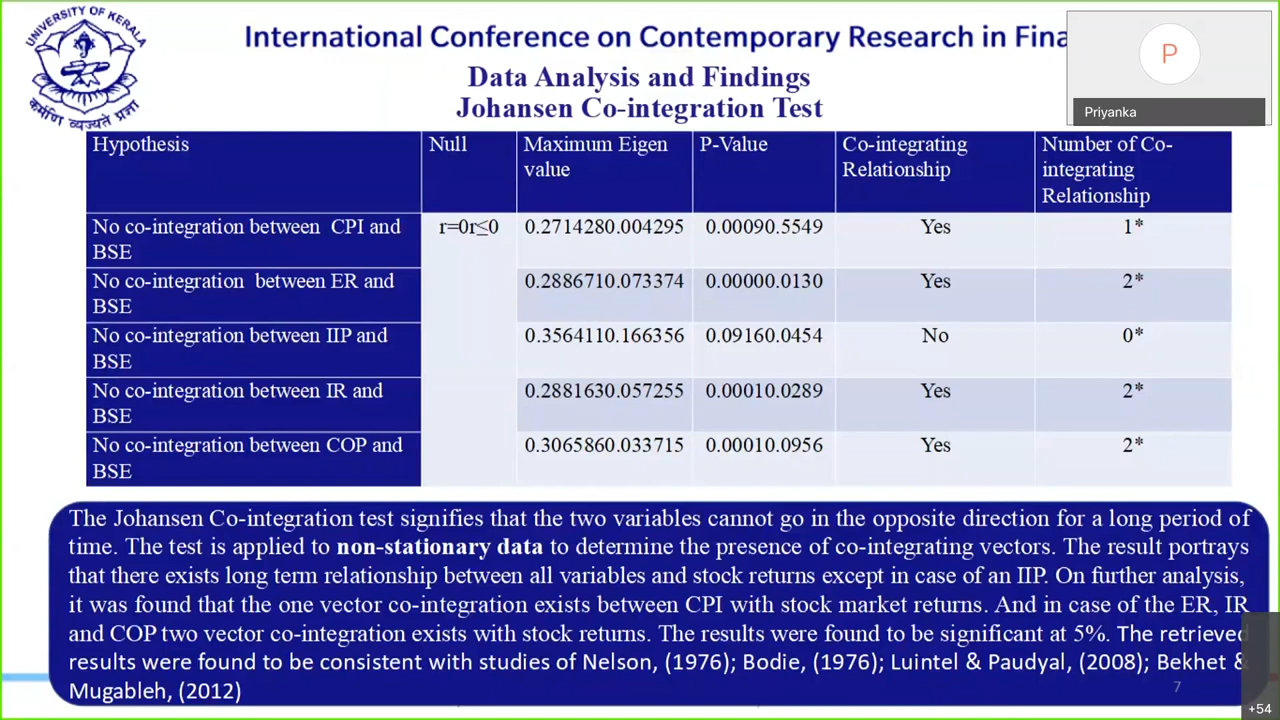 UNIVERSITY OF KERALA
कर्मणि व्यज्यते प्रज्ञा
International Conference on Contemporary Research in Fina
P
Priyanka
Data Analysis and Findings
Johansen Co-integration Test
Hypothesis Null Maximum Eigen value P-Value Co-integrating Relationship Number of Co-integrating Relationship
No co-integration between CPI and BSE r=0r≤0 0.2714280.004295 0.00090.5549 Yes 1*
No co-integration between ER and BSE 0.2886710.073374 0.00000.0130 Yes 2*
No co-integration between IIP and BSE 0.3564110.166356 0.09160.0454 No 0*
No co-integration between IR and BSE 0.2881630.057255 0.00010.0289 Yes 2*
No co-integration between COP and BSE 0.3065860.033715 0.00010.0956 Yes 2*
The Johansen Co-integration test signifies that the two variables cannot go in the opposite direction for a long period of
time. The test is applied to non-stationary data to determine the presence of co-integrating vectors. The result portrays
that there exists long term relationship between all variables and stock returns except in case of an IIP. On further analysis,
it was found that the one vector co-integration exists between CPI with stock market returns. And in case of the ER, IR
and COP two vector co-integration exists with stock returns. The results were found to be significant at 5%. The retrieved
results were found to be consistent with studies of Nelson, (1976); Bodie, (1976); Luintel & Paudyal, (2008); Bekhet &
Mugableh, (2012)
7
+54